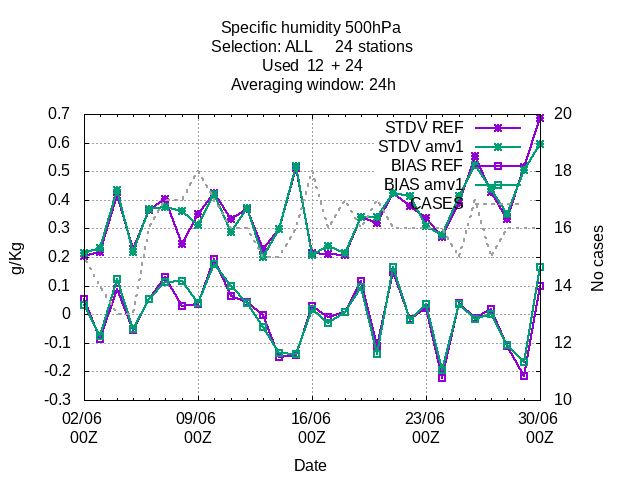 Specific humidity 500hPa
Selection: ALL 24 stations
Used 12 + 24
Averaging window: 24h
0.7
0.6
0.5
0.4
0.3
0.2
0.1
0
-0.1
-0.2
-0.3
g/Kg
20
18
16
14
12
10
No cases
STDV REF
STDV amv1
BIAS REF
BIAS amv1
CASES
02/06 09/06 16/06 23/06 30/06
00Z 00Z 00Z 00Z 00Z
Date